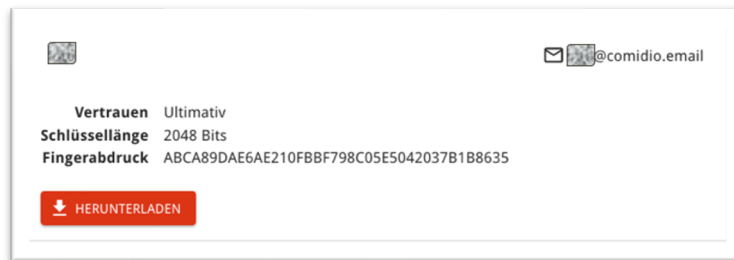 @comidio.email
Vertrauen Ultimativ
Schlüssellänge 2048 Bits
Fingerabdruck ABCA89DAE6AE210FBBF798C05E5042037B1B8635
HERUNTERLADEN